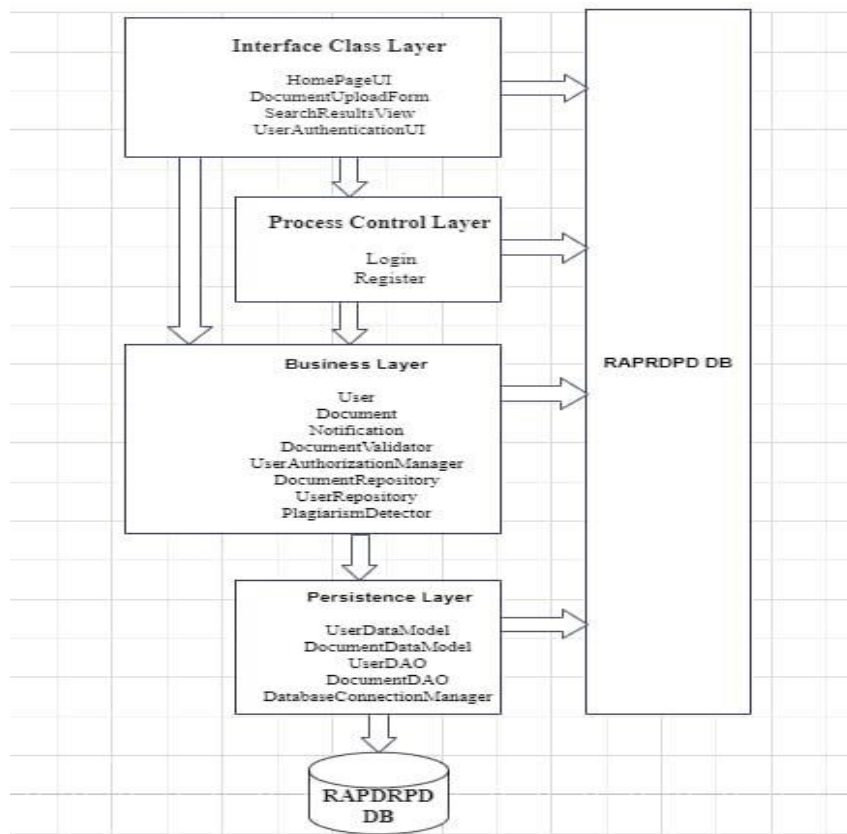 Interface Class Layer
HomePageUI
DocumentUploadForm
SearchResultsView
UserAuthenticationUI
Process Control Layer
Login
Register
Business Layer
User
Document
Notification
DocumentValidator
UserAuthorizationManager
DocumentRepository
UserRepository
PlagiarismDetector
Persistence Layer
UserDataModel
DocumentDataModel
UserDAO
DocumentDAO
DatabaseConnectionManager
RAPDRPD
DB
RAPRDPD DB